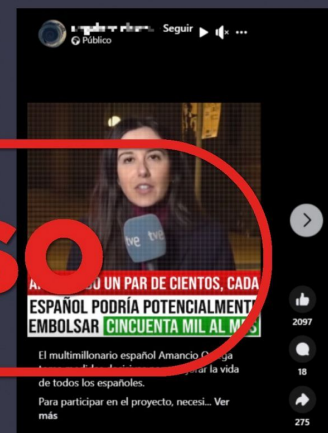 Seguir
Público
SO
tve tve
UN PAR DE CIENTOS, CADA
ESPAÑOL PODRÍA POTENCIALMENTE
EMBOLSAR CINCUENTA MIL AL MES
El multimillonario español Amancio Ortega
la vida
de todos los españoles.
Para participar en el proyecto, necesi... Ver
más
2097
18
275